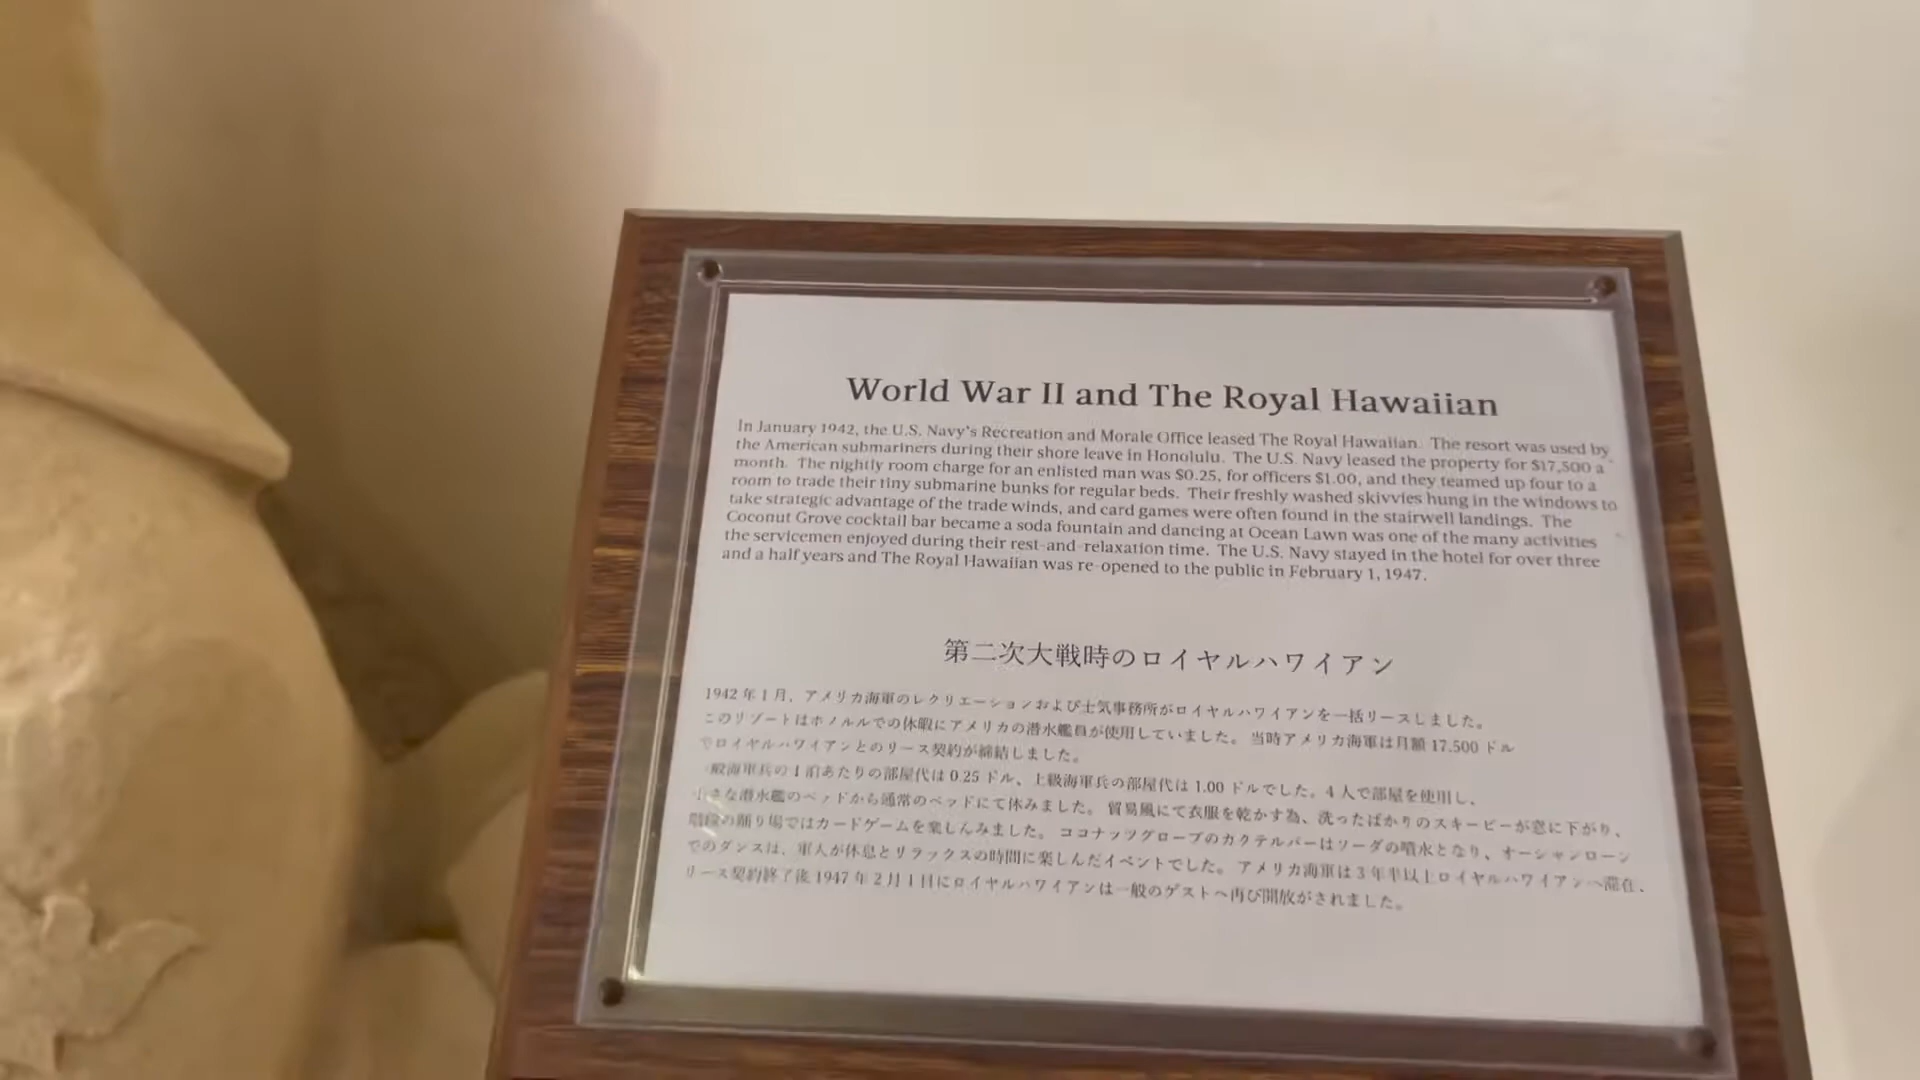 World War II and The Royal Hawaiian
In January 1942, the U.S. Navy's Recreation and Morale Office leased The Royal Hawaiian. The resort was used by
the American submariners during their shore leave in Honolulu. The U.S. Navy leased the property for $17,500 a
month. The nightly room charge for an enlisted man was $0.25, for officers $1.00, and they teamed up four to a
room to trade their tiny submarine bunks for regular beds. Their freshly washed skivvies hung in the windows to
take strategic advantage of the trade winds, and card games were often found in the stairwell landings. The
Coconut Grove cocktail bar became a soda fountain and dancing at Ocean Lawn was one of the many activities
the servicemen enjoyed during their rest-and-relaxation time. The U.S. Navy stayed in the hotel for over three
and a half years and The Royal Hawaiian was re-opened to the public in February 1, 1947.
第二次大戦時のロイヤルハワイアン
1942 年 1 月、アメリカ海軍のレクリエーションおよび士気事務所がロイヤルハワイアンを一括リースしました。
このリゾートはホノルルでの休暇にアメリカの潜水艦員が使用していました。 当時アメリカ海軍は月額 17.500 ドル
でロイヤルハワイアンとのリース契約が締結しました。
一般海軍兵の 1 泊あたりの部屋代は 0.25 ドル、上級海軍兵の部屋代は 1.00 ドルでした。4 人で部屋を使用し、
小さな潜水艦のベッドから通常のベッドにて休みました。 貿易風にて衣服を乾かす為、洗ったばかりのスキービーが窓に下がり、
階段の踊り場ではカードゲームを楽しんみました。 ココナッツグローブのカクテルバーはソーダの噴水となり、オーシャンローン
でのダンスは、軍人が休息とリラックスの時間に楽しんだイベントでした。 アメリカ海軍は 3 年半以上ロイヤルハワイアンへ滞在、
リース契約終了後 1947 年 2 月 1 日にロイヤルハワイアンは一般のゲストへ再び開放がされました。